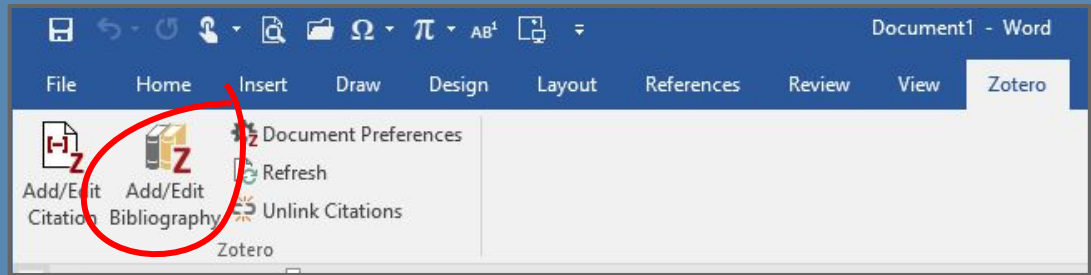 Document1 - Word
File Home Insert Draw Design Layout References Review View Zotero
Add/Edit Citation
Add/Edit Bibliography
Document Preferences
Refresh
Unlink Citations
Zotero